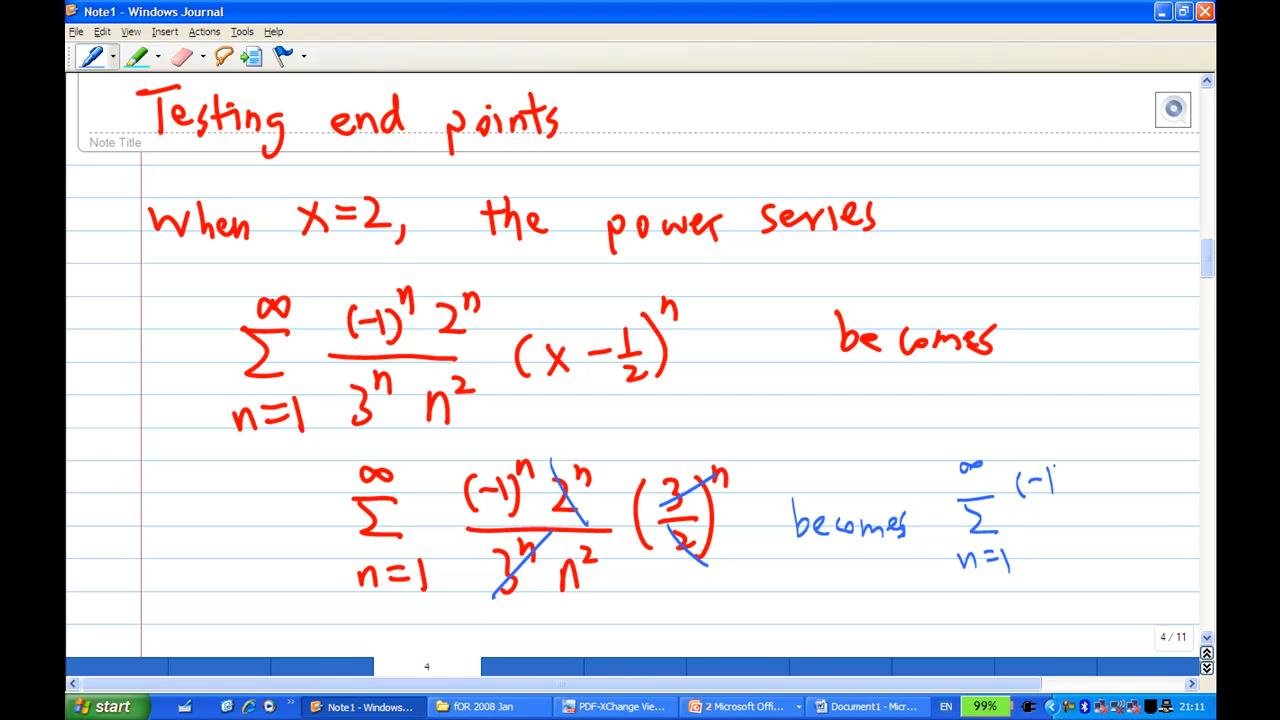 Note1 - Windows Journal
File Edit View Insert Actions Tools Help
Testing end points
Note Title
When x=2, the power series
∞ ∑ n=1 (-1)^n 2^n / 3^n n^2 (x - 1/2)^n becomes
∞ ∑ n=1 (-1)^n 2^n / 3^n n^2 (3/2)^n becomes ∞ ∑ n=1 (-1)
4 / 11
4
start Note1 - Windows... fOR 2008 Jan PDF-XChange Vie... 2 Microsoft Offi... Document1 - Micr... EN 99% 21:11